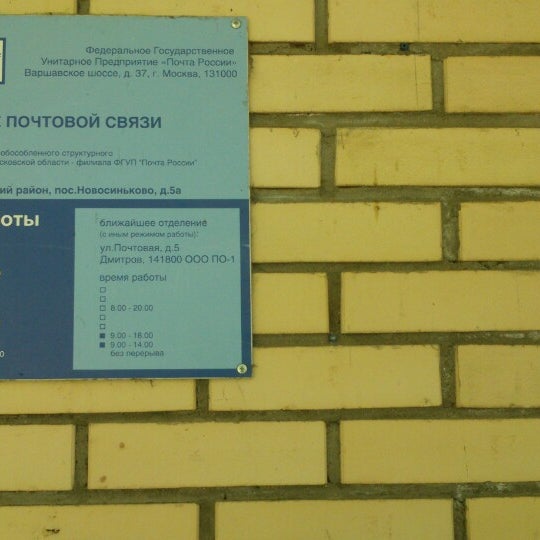 Федеральное Государственное
Унитарное Предприятие «Почта России»
Варшавское шоссе, д. 37, г. Москва, 131000
ПОЧТОВОЙ СВЯЗИ
обособленного структурного
сковской области - филиала ФГУП "Почта России"
ий район, пос.Новосиньково, д.5а
оты
ближайшее отделение
(с иным режимом работы):
ул.Почтовая, д.5
Дмитров, 141800 ООО ПО-1
время работы
8.00 - 20.00
9.00 - 18.00
9.00 - 14.00
без перерыва